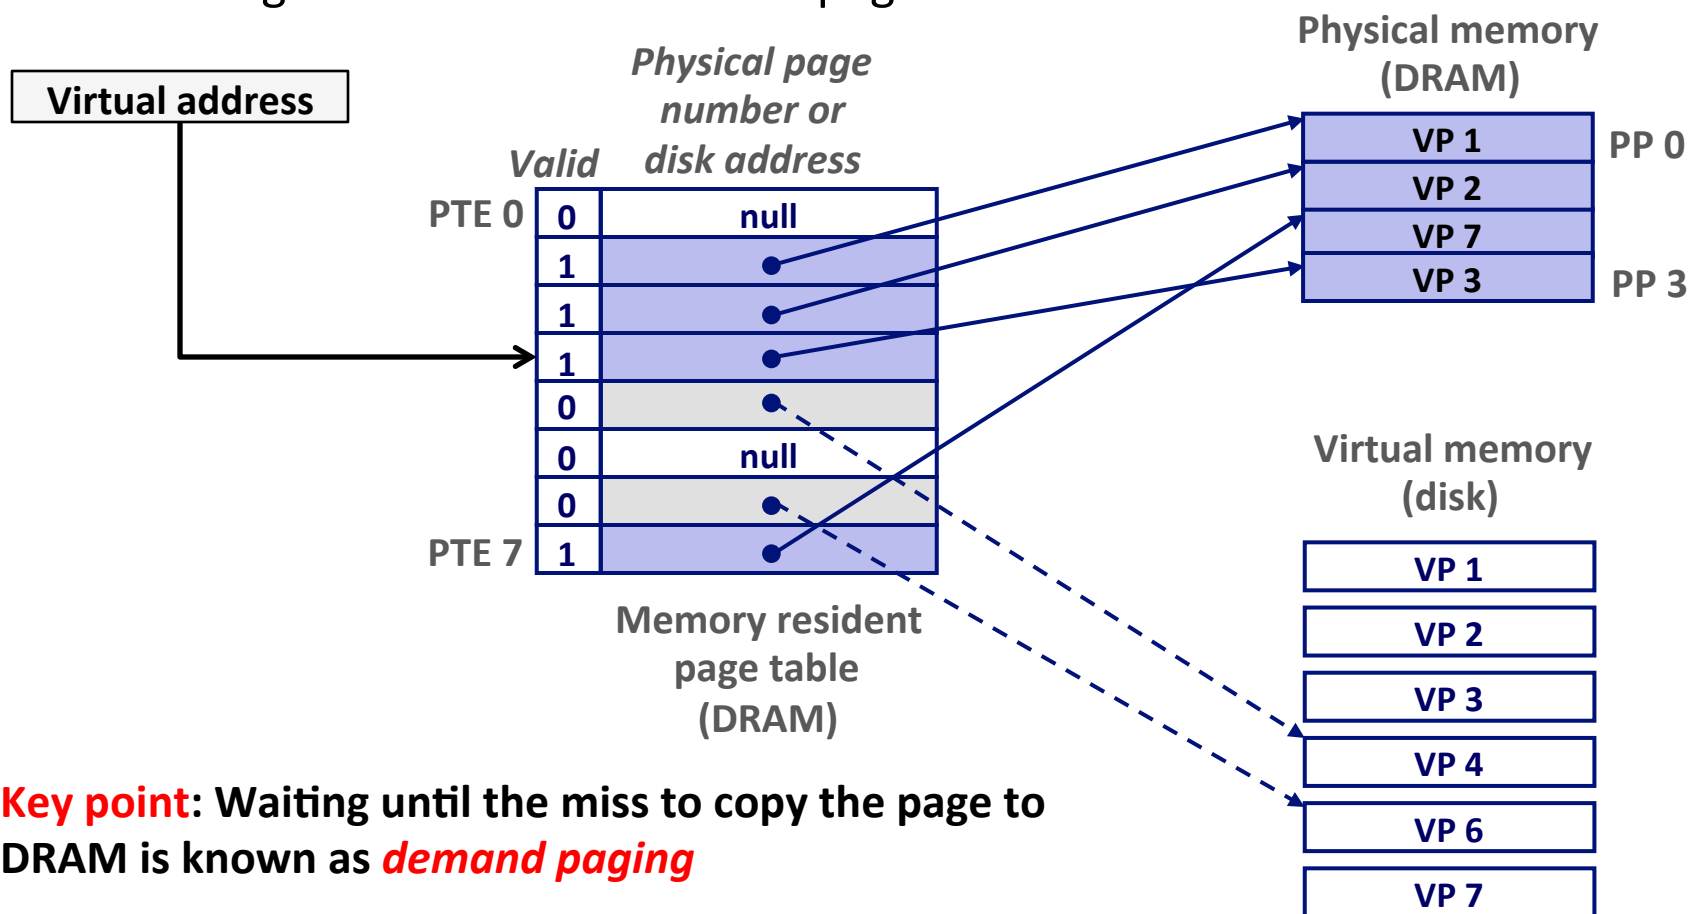 Virtual address
Physical page
number or
disk address
Valid
PTE 0
0
null
1
1
1
0
0
null
0
PTE 7
1
Memory resident
page table
(DRAM)
Physical memory
(DRAM)
VP 1
PP 0
VP 2
VP 7
VP 3
PP 3
Virtual memory
(disk)
VP 1
VP 2
VP 3
VP 4
VP 6
VP 7
Key point: Waiting until the miss to copy the page to
DRAM is known as demand paging